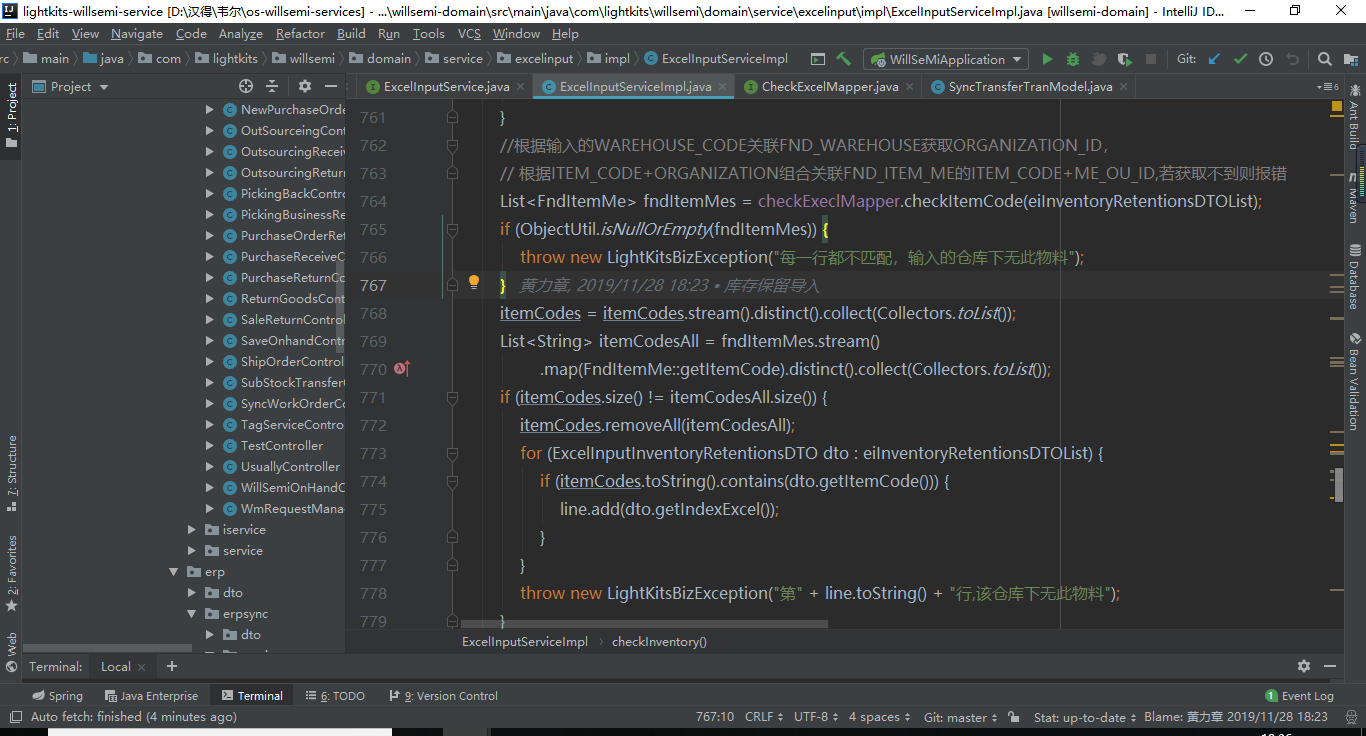 lightkits-willsemi-service [D:\汉得\韦尔\os-willsemi-services] - ...\willsemi-domain\src\main\java\com\lightkits\willsemi\domain\service\excelinput\impl\ExcelInputServiceImpl.java [willsemi-domain] - IntelliJ ID...
File Edit View Navigate Code Analyze Refactor Build Run Tools VCS Window Help
rc main java com lightkits willsemi domain service excelinput impl ExcelInputServiceImpl WillSeMiApplication Git:
Project ExcelInputService.java ExcelInputServiceImpl.java CheckExcelMapper.java SyncTransferTranModel.java 6
1: Project
7: Structure
2: Favorites
Web
NewPurchaseOrde
OutSourceingCont
OutsourcingReceiv
OutsourcingRetur
PickingBackContro
PickingBusinessRe
PurchaseOrderRet
PurchaseReceiveC
PurchaseReturnCo
ReturnGoodsCont
SaleReturnControl
SaveOnhandContr
ShipOrderControl
SubStockTransfer
SyncWorkOrderCo
TagServiceContro
TestController
UsuallyController
WillSemiOnHandC
WmRequestMana
iservice
service
erp
dto
erpsync
dto
761 }
762 //根据输入的WAREHOUSE_CODE关联FND_WAREHOUSE获取ORGANIZATION_ID,
763 // 根据ITEM_CODE+ORGANIZATION组合关联FND_ITEM_ME的ITEM_CODE+ME_OU_ID,若获取不到则报错
764 List<FndItemMe> fndItemMes = checkExeclMapper.checkItemCode(eiInventoryRetentionsDTOList);
765 if (ObjectUtil.isNullOrEmpty(fndItemMes)) {
766 throw new LightKitsBizException("每一行都不匹配，输入的仓库下无此物料");
767 } 黄力章, 2019/11/28 18:23 • 库存保留导入
768 itemCodes = itemCodes.stream().distinct().collect(Collectors.toList());
769 List<String> itemCodesAll = fndItemMes.stream()
770 .map(FndItemMe::getItemCode).distinct().collect(Collectors.toList());
771 if (itemCodes.size() != itemCodesAll.size()) {
772 itemCodes.removeAll(itemCodesAll);
773 for (ExcelInputInventoryRetentionsDTO dto : eiInventoryRetentionsDTOList) {
774 if (itemCodes.toString().contains(dto.getItemCode())) {
775 line.add(dto.getIndexExcel());
776 }
777 }
778 throw new LightKitsBizException("第" + line.toString() + "行,该仓库下无此物料");
779 }
ExcelInputServiceImpl checkInventory()
Ant Build
Maven
Database
Bean Validation
Terminal: Local × +
Spring Java Enterprise Terminal 6: TODO 9: Version Control 1 Event Log
Auto fetch: finished (4 minutes ago) 767:10 CRLF UTF-8 4 spaces Git: master Stat: up-to-date Blame: 黄力章 2019/11/28 18:23